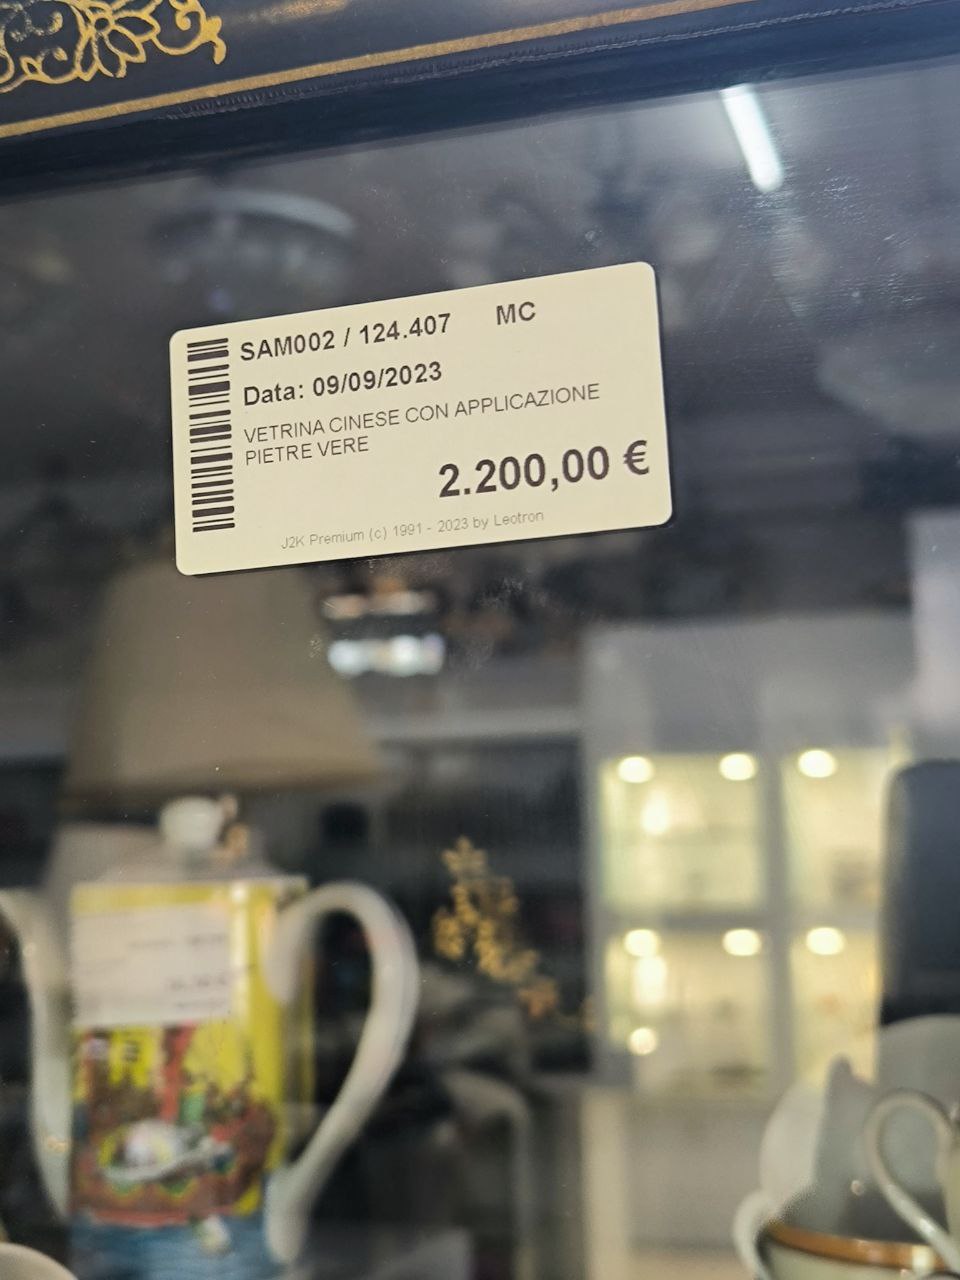 SAM002 / 124.407 MC
Data: 09/09/2023
VETRINA CINESE CON APPLICAZIONE
PIETRE VERE
2.200,00 €
J2K Premium (c) 1991 - 2023 by Leotron